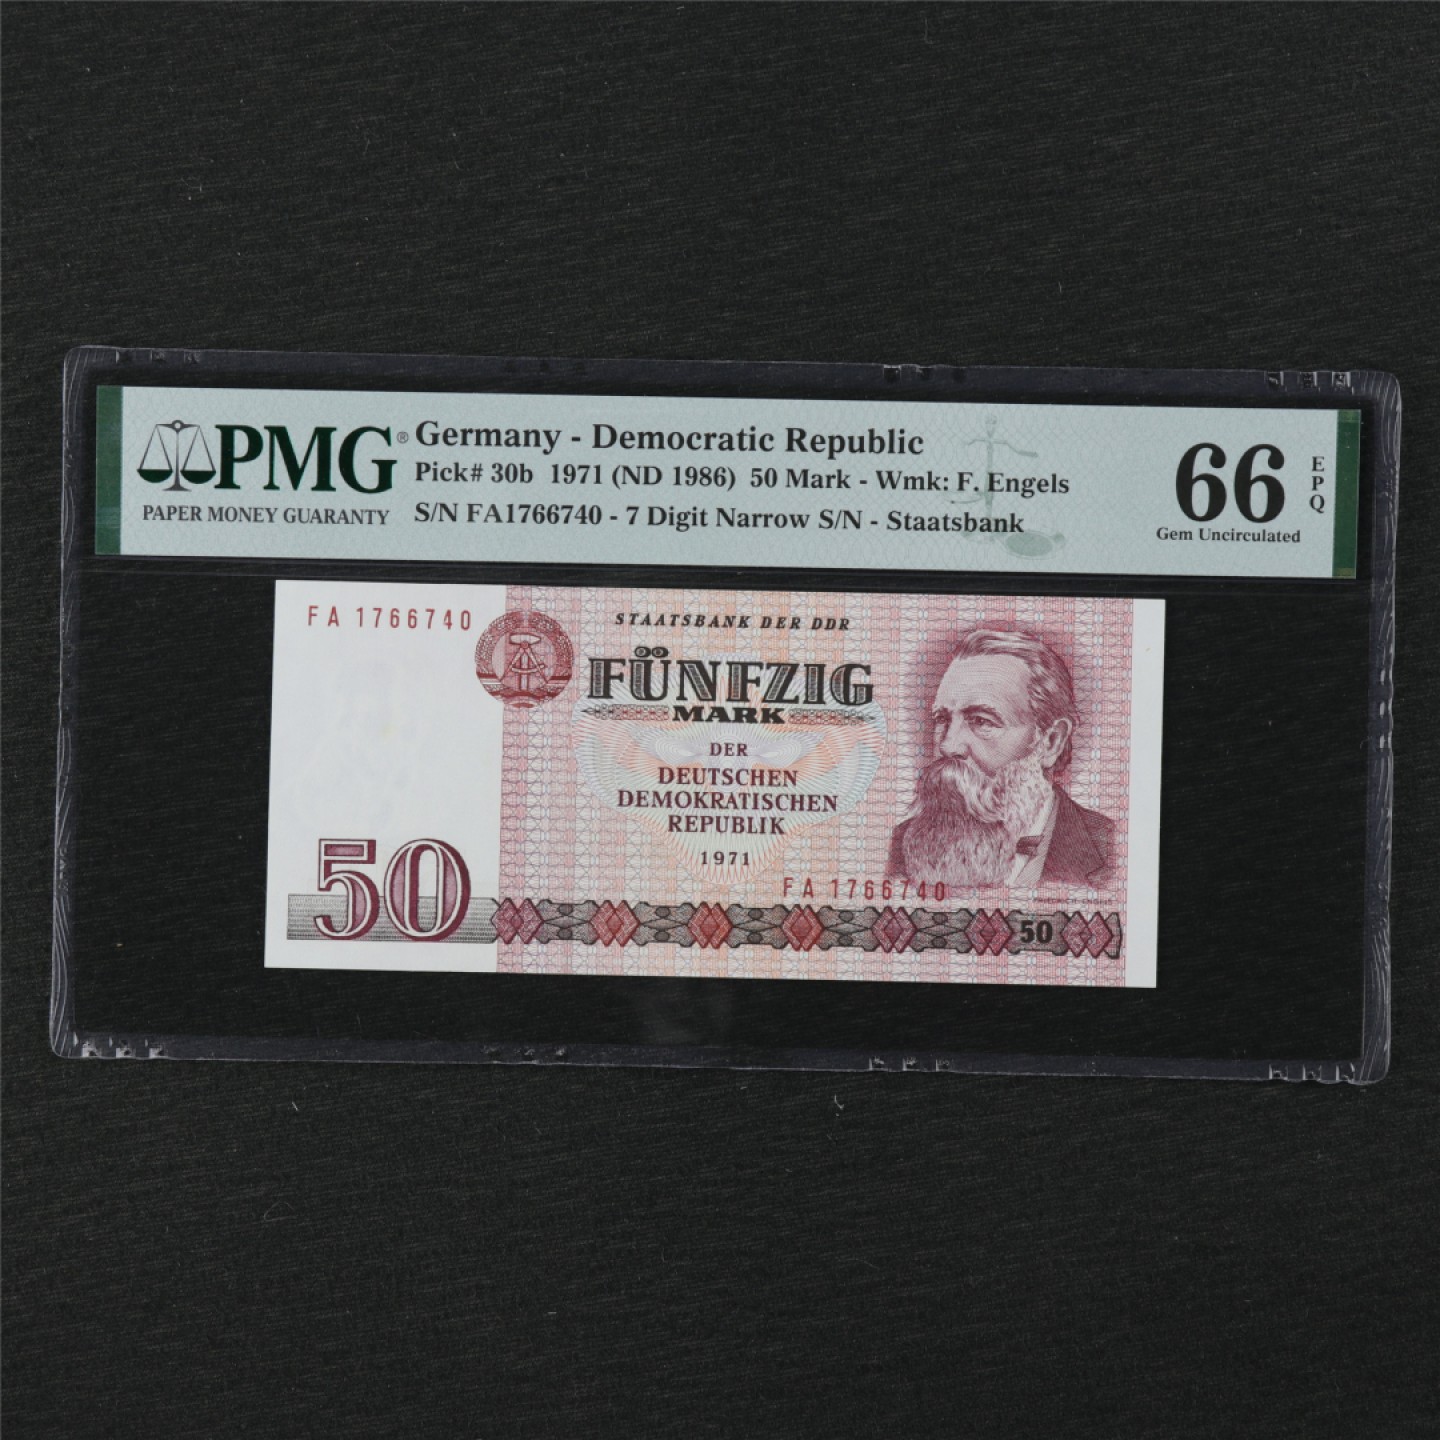 PMG®
PAPER MONEY GUARANTY
Germany - Democratic Republic
Pick# 30b 1971 (ND 1986) 50 Mark - Wmk: F. Engels
S/N FA1766740 - 7 Digit Narrow S/N - Staatsbank
66
EPQ
Gem Uncirculated
FA 1766740
STAATSBANK DER DDR
FÜNFZIG
MARK
DER
DEUTSCHEN
DEMOKRATISCHEN
REPUBLIK
1971
FA 1766740
FRIEDRICH ENGELS
50
50